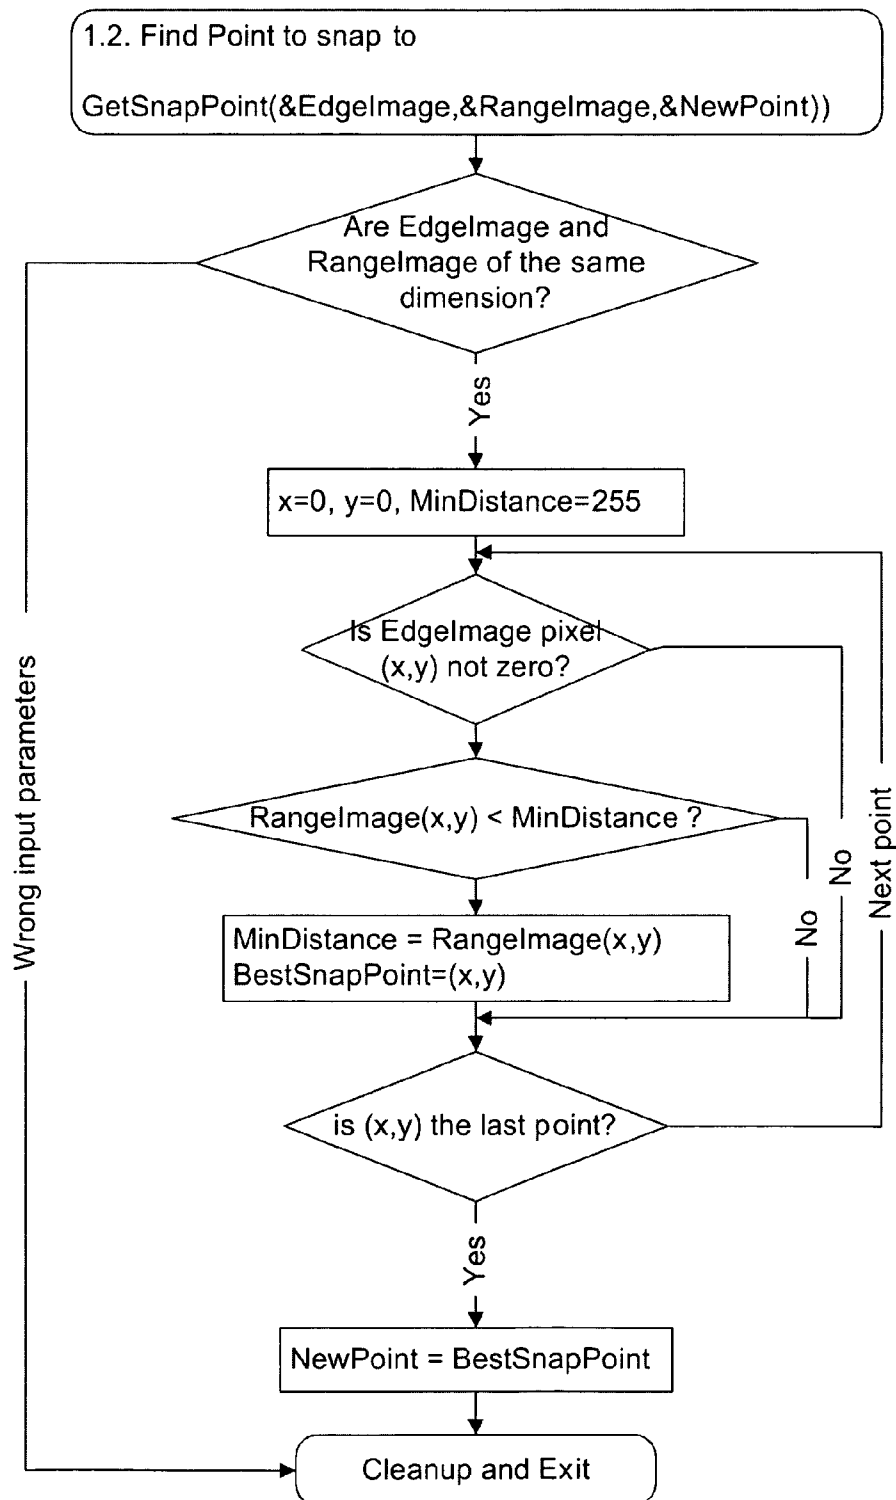 1.2. Find Point to snap to
GetSnapPoint(&EdgeImage,&RangeImage,&NewPoint))
Are EdgeImage and
RangeImage of the same
dimension?
Yes
x=0, y=0, MinDistance=255
Is EdgeImage pixel
(x,y) not zero?
Wrong input parameters
RangeImage(x,y) < MinDistance ?
No
No
Next point
MinDistance = RangeImage(x,y)
BestSnapPoint=(x,y)
is (x,y) the last point?
Yes
NewPoint = BestSnapPoint
Cleanup and Exit